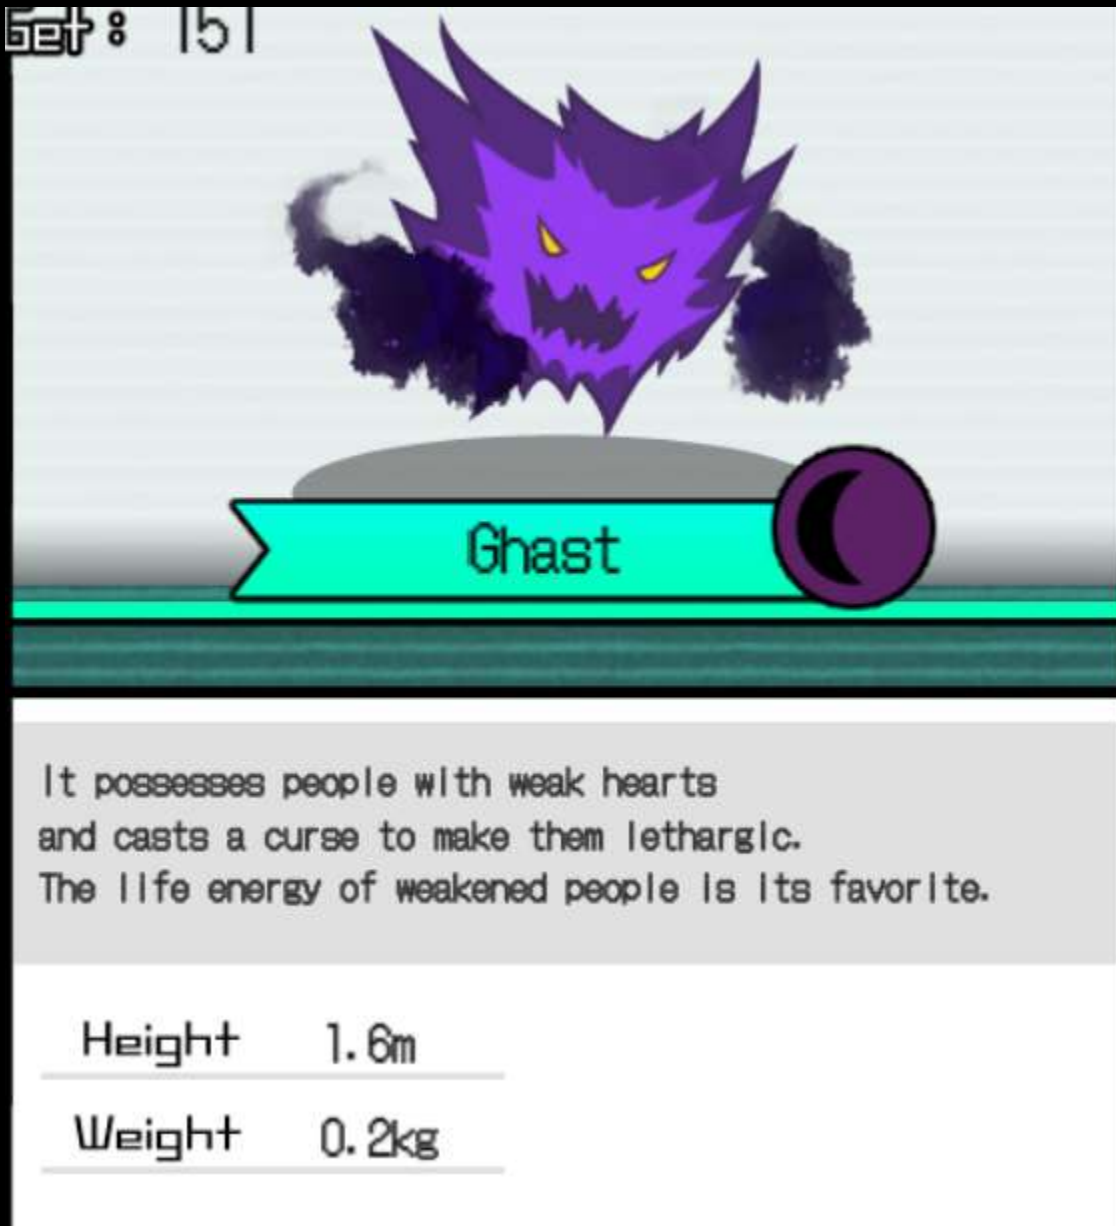 Get: 151
Ghast
It possesses people with weak hearts
and casts a curse to make them lethargic.
The life energy of weakened people is its favorite.
Height 1.6m
Weight 0.2kg